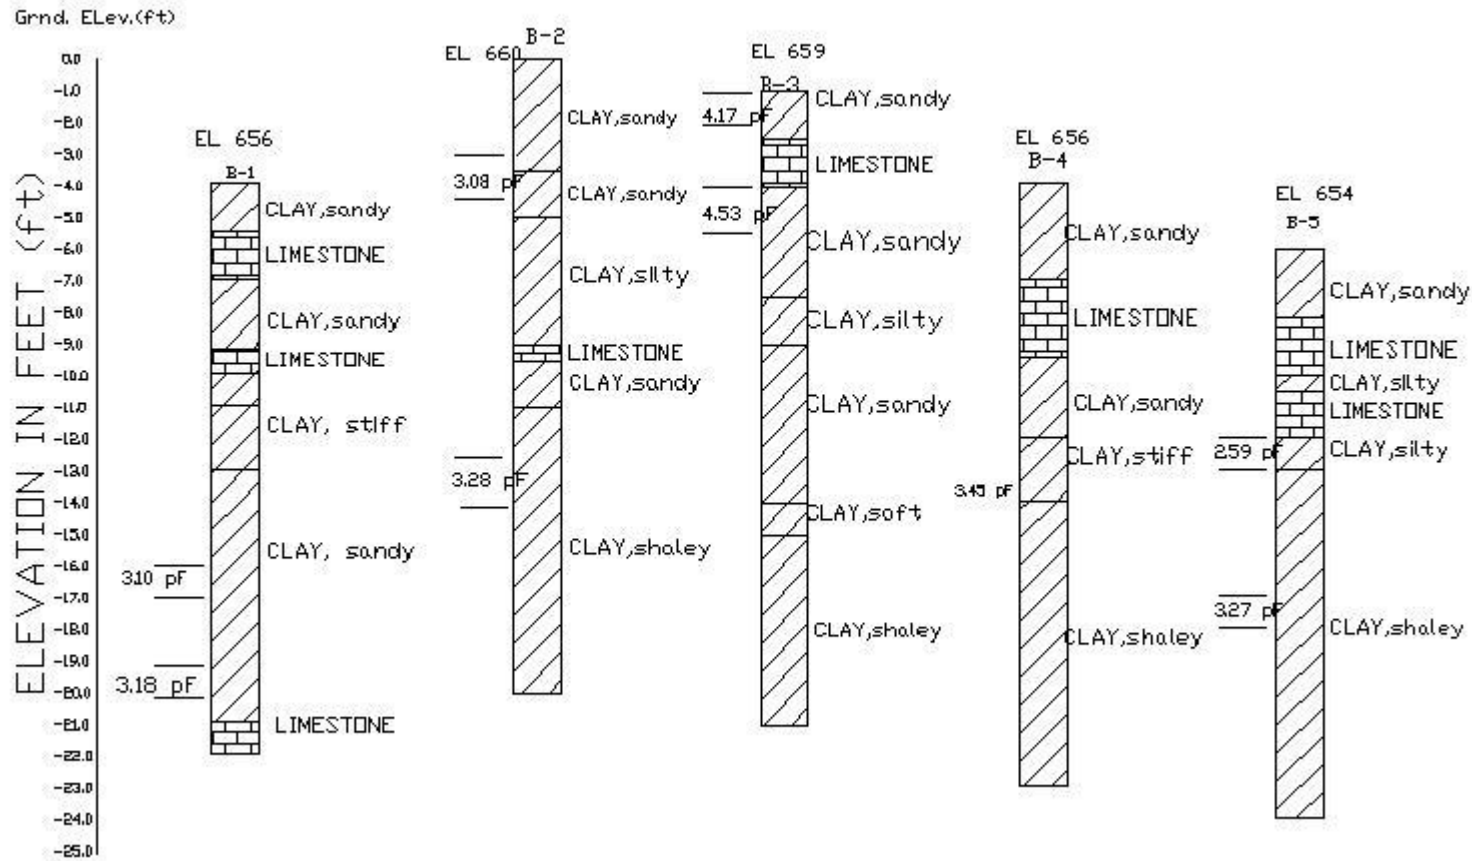 Grnd. ELev.(ft)
ELEVATION IN FEET (ft)
0.0
-1.0
-2.0
-3.0
-4.0
-5.0
-6.0
-7.0
-8.0
-9.0
-10.0
-11.0
-12.0
-13.0
-14.0
-15.0
-16.0
-17.0
-18.0
-19.0
-20.0
-21.0
-22.0
-23.0
-24.0
-25.0
EL 656
B-1
CLAY,sandy
LIMESTONE
CLAY,sandy
LIMESTONE
CLAY, stiff
CLAY, sandy
3.10 pF
3.18 pF
LIMESTONE
EL 660
B-2
CLAY,sandy
3.08 pF
CLAY,sandy
CLAY,silty
LIMESTONE
CLAY,sandy
3.28 pF
CLAY,shaley
EL 659
B-3
CLAY,sandy
4.17 pF
LIMESTONE
4.53 pF
CLAY,sandy
CLAY,silty
CLAY,sandy
CLAY,soft
CLAY,shaley
EL 656
B-4
CLAY,sandy
LIMESTONE
CLAY,sandy
CLAY,stiff
3.45 pF
CLAY,shaley
EL 654
B-5
CLAY,sandy
LIMESTONE
CLAY,silty
LIMESTONE
CLAY,silty
2.59 pF
3.27 pF
CLAY,shaley